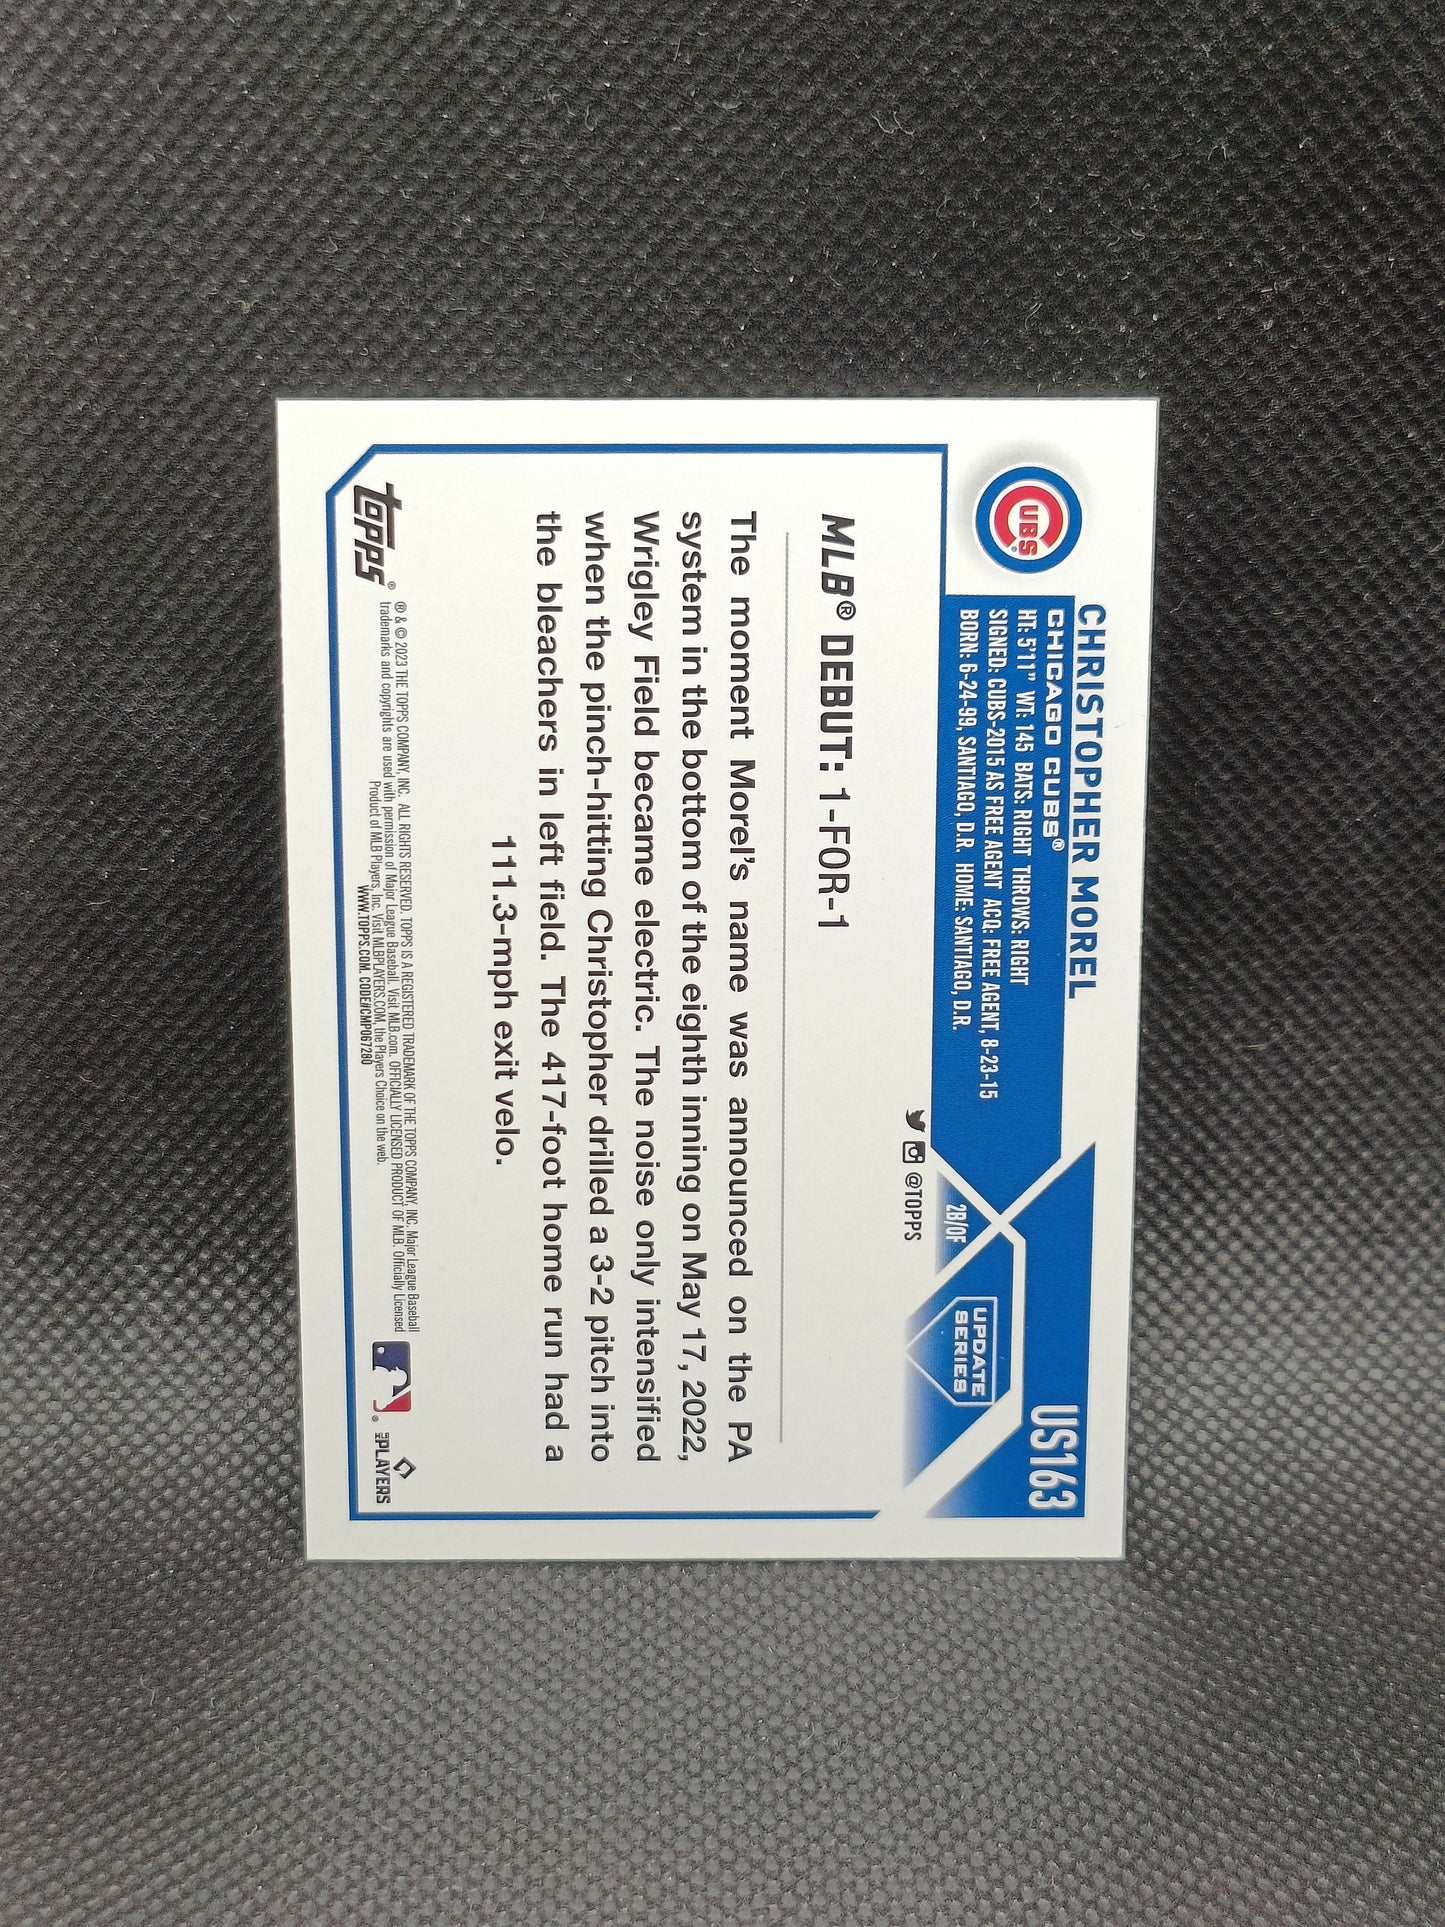 CUBS®
CHRISTOPHER MOREL
CHICAGO CUBS®
HT: 5'11" WT: 145 BATS: RIGHT THROWS: RIGHT
SIGNED: CUBS-2015 AS FREE AGENT ACQ: FREE AGENT, 8-23-15
BORN: 6-24-99, SANTIAGO, D.R. HOME: SANTIAGO, D.R.
US163
2B/OF
UPDATE
SERIES
@TOPPS
MLB® DEBUT: 1-FOR-1
The moment Morel's name was announced on the PA
system in the bottom of the eighth inning on May 17, 2022,
Wrigley Field became electric. The noise only intensified
when the pinch-hitting Christopher drilled a 3-2 pitch into
the bleachers in left field. The 417-foot home run had a
111.3-mph exit velo.
topps®
® & © 2023 THE TOPPS COMPANY, INC. ALL RIGHTS RESERVED. TOPPS IS A REGISTERED TRADEMARK OF THE TOPPS COMPANY, INC. Major League Baseball
trademarks and copyrights are used with permission of Major League Baseball. Visit MLB.com. OFFICIALLY LICENSED PRODUCT OF MLB. Officially Licensed
Product of MLB Players, Inc. Visit MLBPLAYERS.COM, the Players Choice on the web.
WWW.TOPPS.COM. CODE#CMP067280
®
MLB PLAYERS